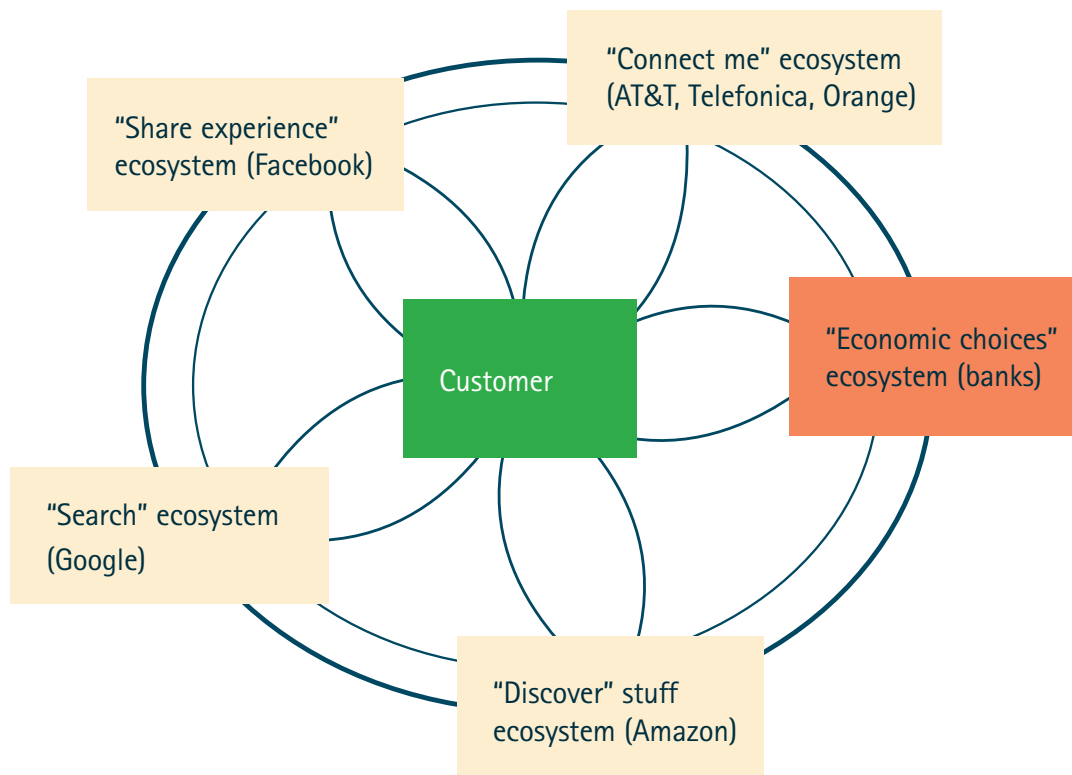 “Connect me” ecosystem
(AT&T, Telefonica, Orange)
“Share experience”
ecosystem (Facebook)
“Economic choices”
ecosystem (banks)
Customer
“Search” ecosystem
(Google)
“Discover” stuff
ecosystem (Amazon)